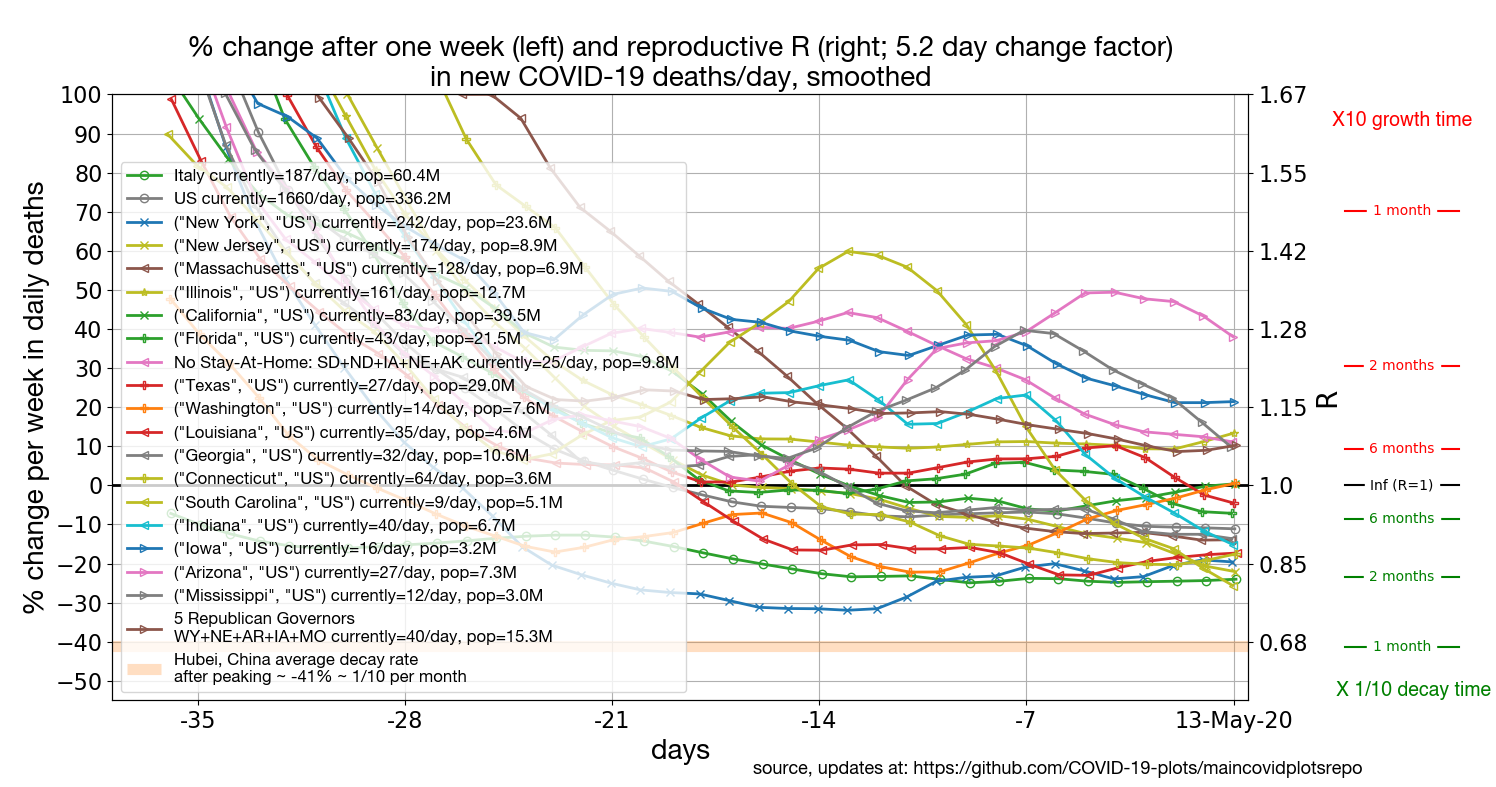 % change after one week (left) and reproductive R (right; 5.2 day change factor)
in new COVID-19 deaths/day, smoothed
% change per week in daily deaths
100
90
80
70
60
50
40
30
20
10
0
−10
−20
−30
−40
−50
Italy currently=187/day, pop=60.4M
US currently=1660/day, pop=336.2M
("New York", "US") currently=242/day, pop=23.6M
("New Jersey", "US") currently=174/day, pop=8.9M
("Massachusetts", "US") currently=128/day, pop=6.9M
("Illinois", "US") currently=161/day, pop=12.7M
("California", "US") currently=83/day, pop=39.5M
("Florida", "US") currently=43/day, pop=21.5M
No Stay-At-Home: SD+ND+IA+NE+AK currently=25/day, pop=9.8M
("Texas", "US") currently=27/day, pop=29.0M
("Washington", "US") currently=14/day, pop=7.6M
("Louisiana", "US") currently=35/day, pop=4.6M
("Georgia", "US") currently=32/day, pop=10.6M
("Connecticut", "US") currently=64/day, pop=3.6M
("South Carolina", "US") currently=9/day, pop=5.1M
("Indiana", "US") currently=40/day, pop=6.7M
("Iowa", "US") currently=16/day, pop=3.2M
("Arizona", "US") currently=27/day, pop=7.3M
("Mississippi", "US") currently=12/day, pop=3.0M
5 Republican Governors
WY+NE+AR+IA+MO currently=40/day, pop=15.3M
Hubei, China average decay rate
after peaking ~ -41% ~ 1/10 per month
1.67
1.55
1.42
1.28
1.15
1.0
0.85
0.68
R
X10 growth time
1 month
2 months
6 months
Inf (R=1)
6 months
2 months
1 month
X 1/10 decay time
-35
-28
-21
-14
-7
13-May-20
days
source, updates at: https://github.com/COVID-19-plots/maincovidplotsrepo